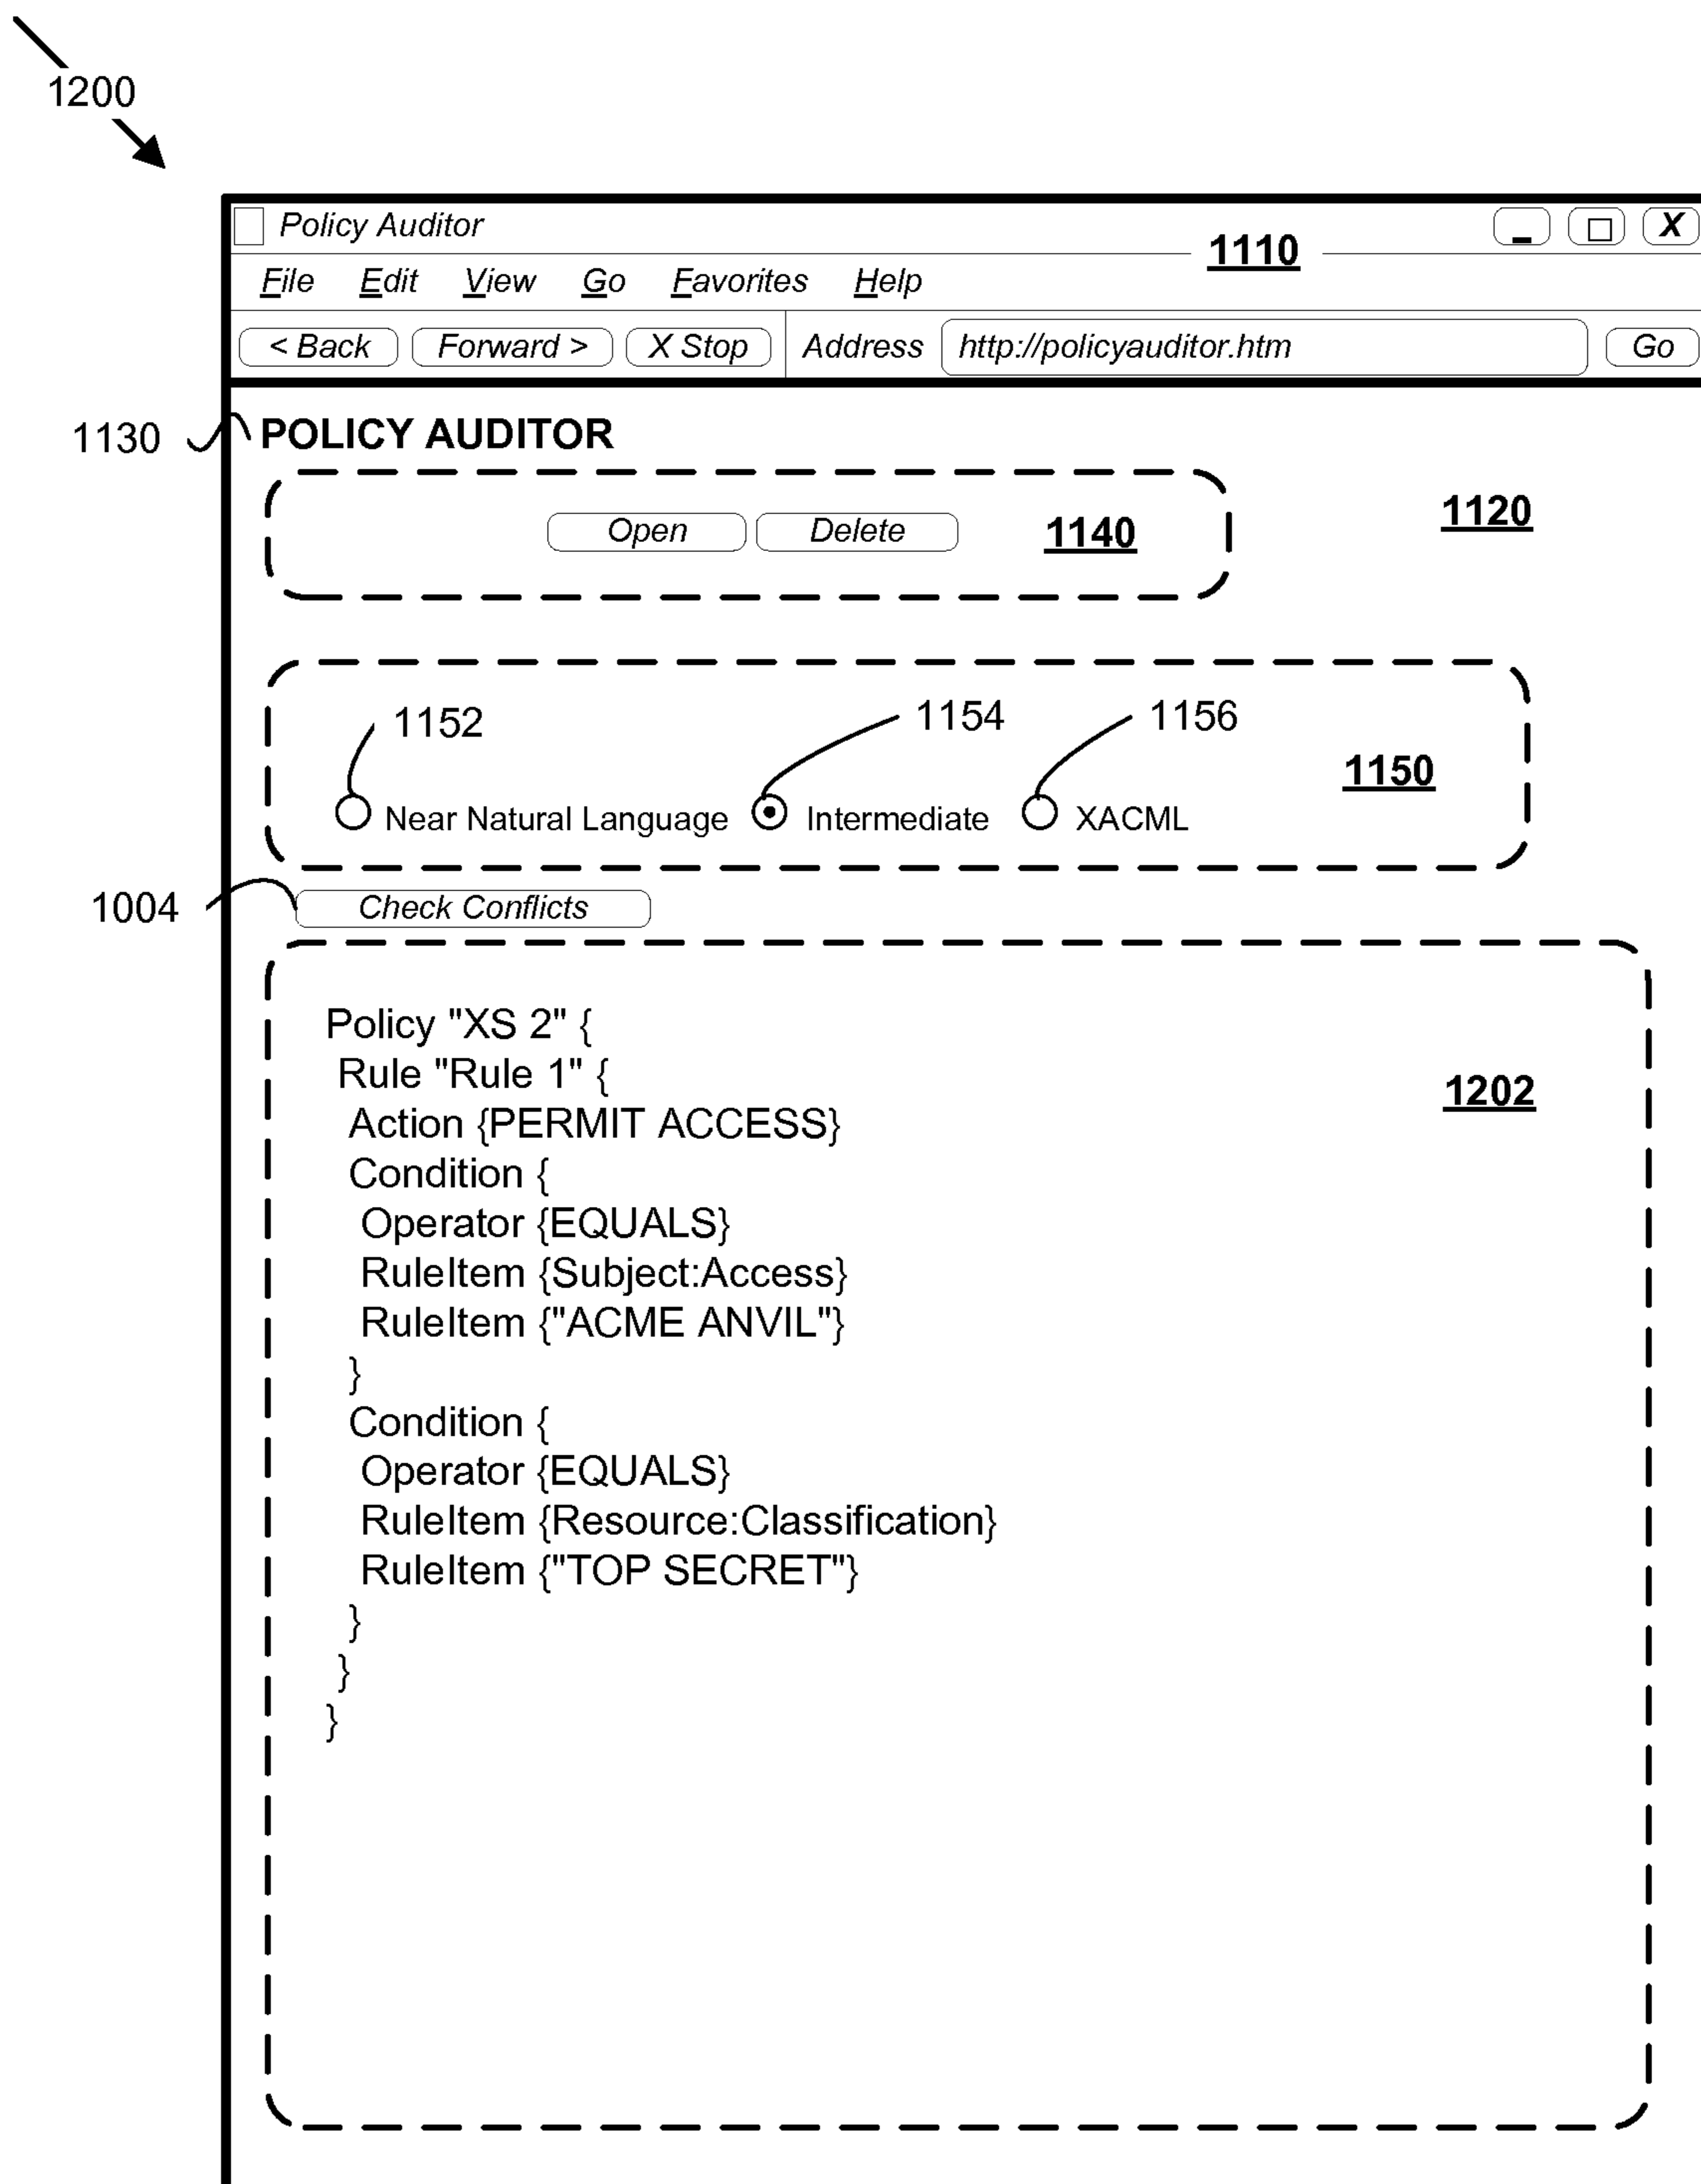 1200
Policy Auditor
1110
X
File Edit View Go Favorites Help
< Back Forward > X Stop Address http://policyauditor.htm Go
1130 POLICY AUDITOR
1120
Open Delete 1140
1152 1154 1156
1150
Near Natural Language Intermediate XACML
1004 Check Conflicts
Policy "XS 2" {
Rule "Rule 1" {
1202
Action {PERMIT ACCESS}
Condition {
Operator {EQUALS}
RuleItem {Subject:Access}
RuleItem {"ACME ANVIL"}
}
Condition {
Operator {EQUALS}
RuleItem {Resource:Classification}
RuleItem {"TOP SECRET"}
}
}
}